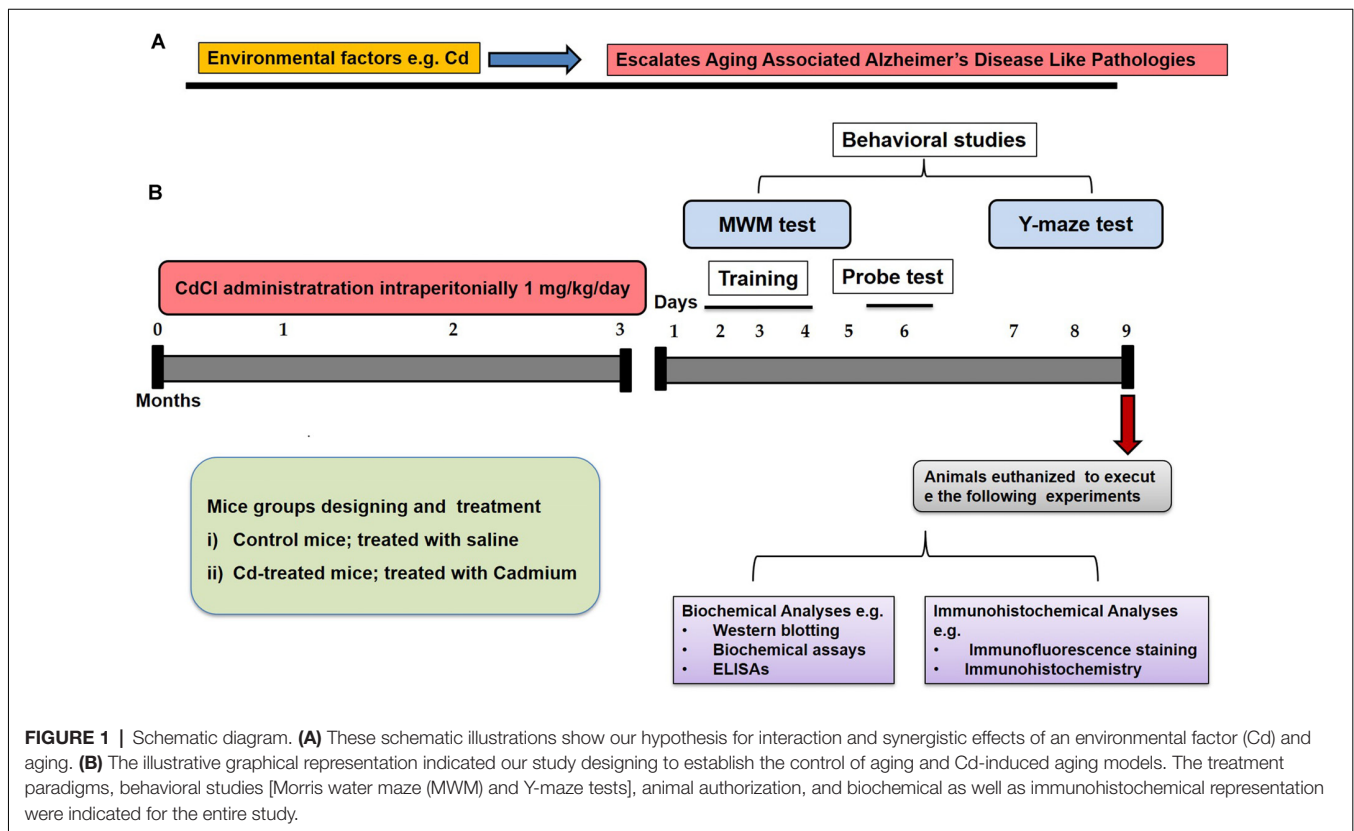 A
Environmental factors e.g. Cd
Escalates Aging Associated Alzheimer's Disease Like Pathologies
Behavioral studies
B
MWM test
Y-maze test
CdCl administratration intraperitonially 1 mg/kg/day
Training
Probe test
Days
0 1 2 3
1 2 3 4 5 6 7 8 9
Months
Mice groups designing and treatment
i) Control mice; treated with saline
ii) Cd-treated mice; treated with Cadmium
Animals euthanized to execut
e the following experiments
Biochemical Analyses e.g.
• Western blotting
• Biochemical assays
• ELISAs
Immunohistochemical Analyses
e.g.
• Immunofluorescence staining
• Immunohistochemistry
FIGURE 1 | Schematic diagram. (A) These schematic illustrations show our hypothesis for interaction and synergistic effects of an environmental factor (Cd) and
aging. (B) The illustrative graphical representation indicated our study designing to establish the control of aging and Cd-induced aging models. The treatment
paradigms, behavioral studies [Morris water maze (MWM) and Y-maze tests], animal authorization, and biochemical as well as immunohistochemical representation
were indicated for the entire study.